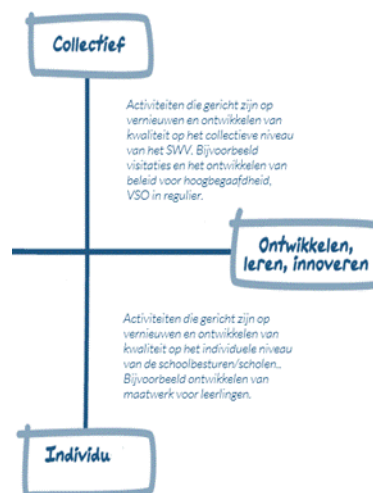 Collectief
Activiteiten die gericht zijn op
vernieuwen en ontwikkelen van
kwaliteit op het collectieve niveau
van het SWV. Bijvoorbeeld
visitaties en het ontwikkelen van
beleid voor hoogbegaafdheid,
VSO in regulier.
Ontwikkelen,
leren, innoveren
Activiteiten die gericht zijn op
vernieuwen en ontwikkelen van
kwaliteit op het individuele niveau
van de schoolbesturen/scholen..
Bijvoorbeeld ontwikkelen van
maatwerk voor leerlingen.
Individu